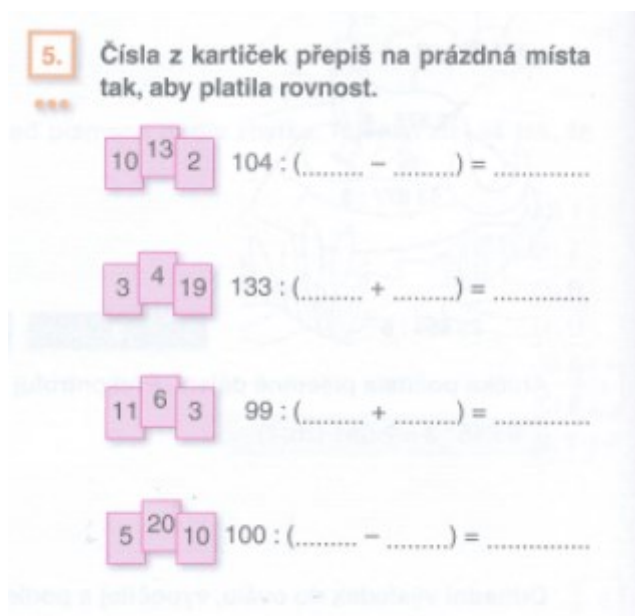 5. Čísla z kartiček přepiš na prázdná místa
tak, aby platila rovnost.
10 13 2 104 : (........ – ........) = .............
3 4 19 133 : (........ + ........) = .............
11 6 3 99 : (........ + ........) = .............
5 20 10 100 : (........ – ........) = .............